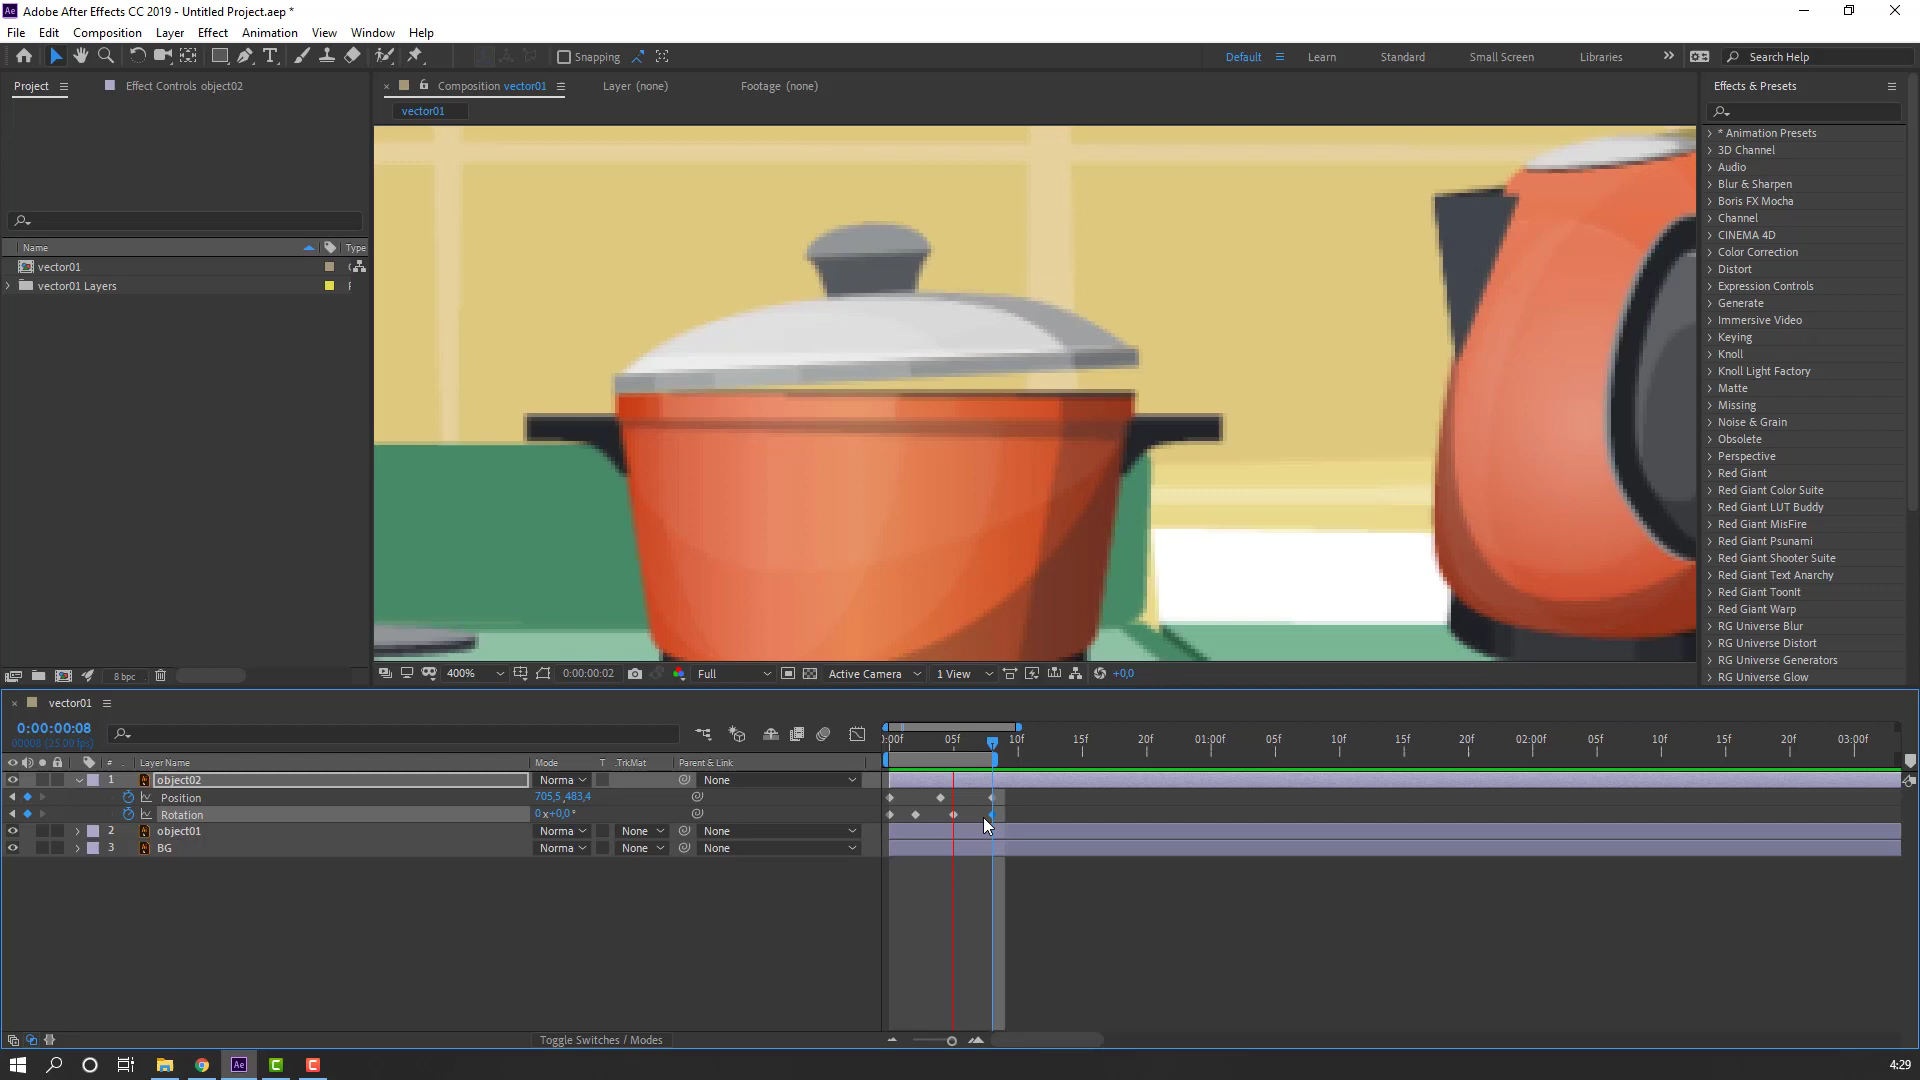 Adobe After Effects CC 2019 - Untitled Project.aep *
File Edit Composition Layer Effect Animation View Window Help
Snapping Default Learn Standard Small Screen Libraries Search Help
Project Effect Controls object02 Composition vector01 Layer (none) Footage (none) Effects & Presets
vector01
* Animation Presets
3D Channel
Audio
Blur & Sharpen
Boris FX Mocha
Channel
CINEMA 4D
Color Correction
Distort
Expression Controls
Generate
Immersive Video
Keying
Knoll
Knoll Light Factory
Matte
Missing
Noise & Grain
Obsolete
Perspective
Red Giant
Red Giant Color Suite
Red Giant LUT Buddy
Red Giant MisFire
Red Giant Psunami
Red Giant Shooter Suite
Red Giant Text Anarchy
Red Giant ToonIt
Red Giant Warp
RG Universe Blur
RG Universe Distort
RG Universe Generators
RG Universe Glow
Name Type
vector01
vector01 Layers
8 bpc
400% 0:00:00:02 Full Active Camera 1 View +0,0
vector01
0:00:00:08
00008 (25.00 fps)
:00f 05f 10f 15f 20f 01:00f 05f 10f 15f 20f 02:00f 05f 10f 15f 20f 03:00f
# Layer Name Mode T .TrkMat Parent & Link
1 object02 Norma None
Position 705,5,483,4
Rotation 0x+0,0°
2 object01 Norma None None
3 BG Norma None None
Toggle Switches / Modes
Ae
4:29